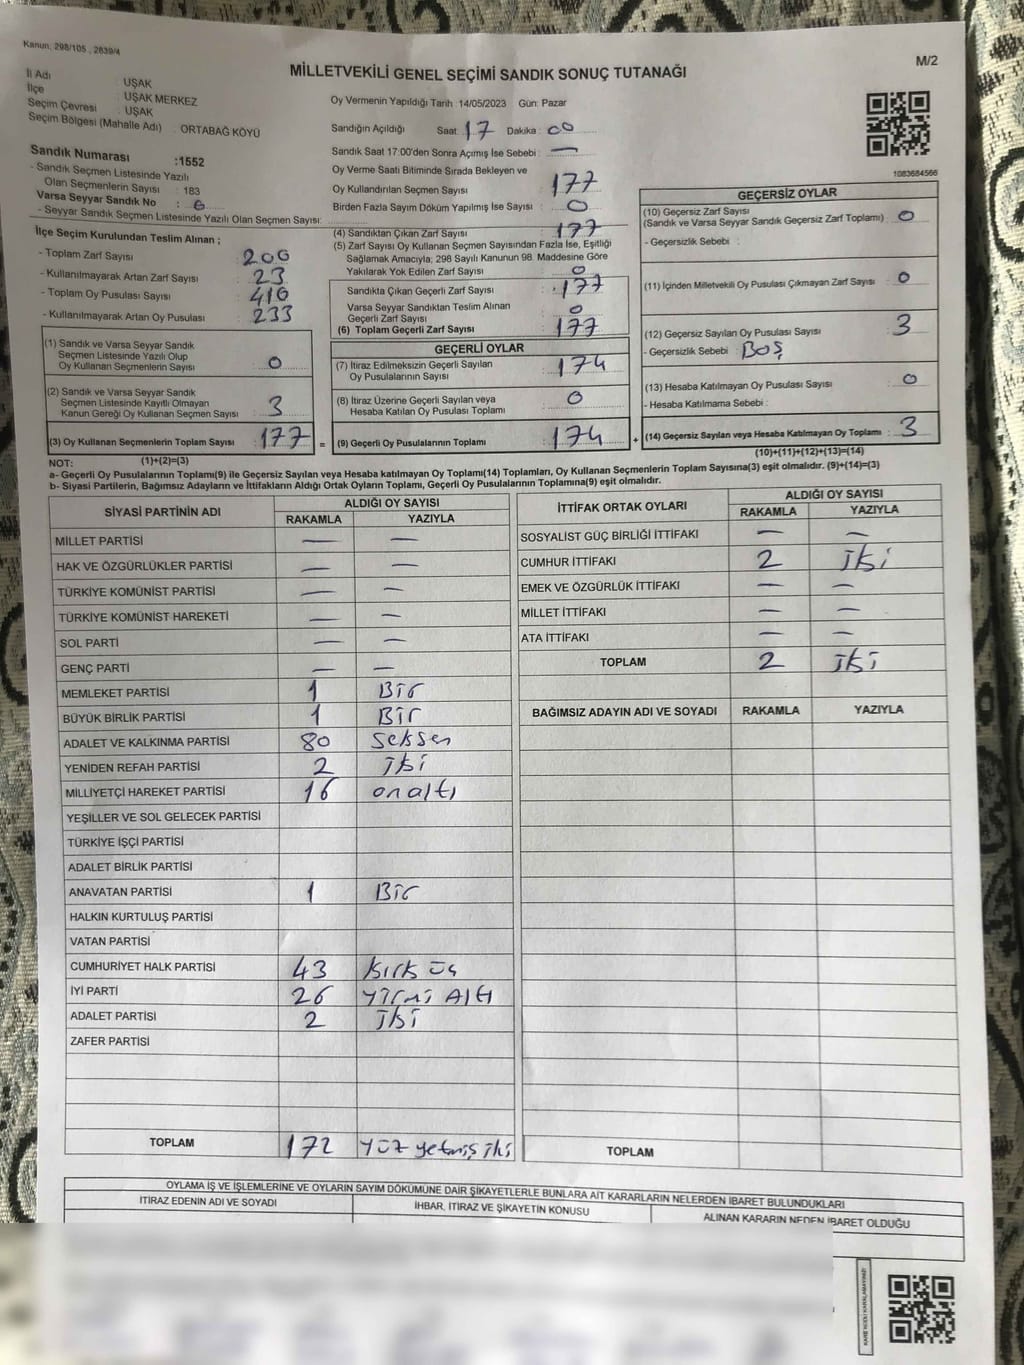 Kanun, 298/105 , 2839/4
M/2
MİLLETVEKİLİ GENEL SEÇİMİ SANDIK SONUÇ TUTANAĞI
İl Adı : UŞAK
İlçe : UŞAK MERKEZ
Seçim Çevresi : UŞAK
Seçim Bölgesi (Mahalle Adı) : ORTABAĞ KÖYÜ
Sandık Numarası :1552
- Sandık Seçmen Listesinde Yazılı
Olan Seçmenlerin Sayısı : 183
Varsa Seyyar Sandık No : 6
- Seyyar Sandık Seçmen Listesinde Yazılı Olan Seçmen Sayısı:
İlçe Seçim Kurulundan Teslim Alınan ;
- Toplam Zarf Sayısı : 200
- Kullanılmayarak Artan Zarf Sayısı : 23
- Toplam Oy Pusulası Sayısı : 410
- Kullanılmayarak Artan Oy Pusulası : 233
(1) Sandık ve Varsa Seyyar Sandık
Seçmen Listesinde Yazılı Olup
Oy Kullanan Seçmenlerin Sayısı : 0
(2) Sandık ve Varsa Seyyar Sandık
Seçmen Listesinde Kayıtlı Olmayan
Kanun Gereği Oy Kullanan Seçmen Sayısı : 3
(3) Oy Kullanan Seçmenlerin Toplam Sayısı : 177 =
(1)+(2)=(3)
Oy Vermenin Yapıldığı Tarih : 14/05/2023 Gün: Pazar
Sandığın Açıldığı Saat : 17 Dakika : 00
Sandık Saat 17:00'den Sonra Açımış İse Sebebi : —
Oy Verme Saati Bitiminde Sırada Bekleyen ve
Oy Kullandırılan Seçmen Sayısı : 177
Birden Fazla Sayım Döküm Yapılmış İse Sayısı : 0
(4) Sandıktan Çıkan Zarf Sayısı : 177
(5) Zarf Sayısı Oy Kullanan Seçmen Sayısından Fazla İse, Eşitliği
Sağlamak Amacıyla; 298 Sayılı Kanunun 98. Maddesine Göre
Yakılarak Yok Edilen Zarf Sayısı : 0
Sandıkta Çıkan Geçerli Zarf Sayısı : 177
Varsa Seyyar Sandıktan Teslim Alınan
Geçerli Zarf Sayısı : 0
(6) Toplam Geçerli Zarf Sayısı : 177
GEÇERLİ OYLAR
(7) İtiraz Edilmeksizin Geçerli Sayılan
Oy Pusulalarının Sayısı : 174
(8) İtiraz Üzerine Geçerli Sayılan veya
Hesaba Katılan Oy Pusulası Toplamı : 0
(9) Geçerli Oy Pusulalarının Toplamı : 174 +
1083684566
GEÇERSİZ OYLAR
(10) Geçersiz Zarf Sayısı
(Sandık ve Varsa Seyyar Sandık Geçersiz Zarf Toplamı) : 0
- Geçersizlik Sebebi :
(11) İçinden Milletvekili Oy Pusulası Çıkmayan Zarf Sayısı : 0
(12) Geçersiz Sayılan Oy Pusulası Sayısı : 3
- Geçersizlik Sebebi : BOŞ
(13) Hesaba Katılmayan Oy Pusulası Sayısı : 0
- Hesaba Katılmama Sebebi :
(14) Geçersiz Sayılan veya Hesaba Katılmayan Oy Toplamı : 3
(10)+(11)+(12)+(13)=(14)
NOT:
a- Geçerli Oy Pusulalarının Toplamı(9) ile Geçersiz Sayılan veya Hesaba katılmayan Oy Toplamı(14) Toplamları, Oy Kullanan Seçmenlerin Toplam Sayısına(3) eşit olmalıdır. (9)+(14)=(3)
b- Siyasi Partilerin, Bağımsız Adayların ve İttifakların Aldığı Ortak Oyların Toplamı, Geçerli Oy Pusulalarının Toplamına(9) eşit olmalıdır.
SİYASİ PARTİNİN ADI ALDIĞI OY SAYISI
RAKAMLA YAZIYLA
MİLLET PARTİSİ — —
HAK VE ÖZGÜRLÜKLER PARTİSİ — —
TÜRKİYE KOMÜNİST PARTİSİ — —
TÜRKİYE KOMÜNİST HAREKETİ — —
SOL PARTİ — —
GENÇ PARTİ — —
MEMLEKET PARTİSİ 1 Bir
BÜYÜK BİRLİK PARTİSİ 1 Bir
ADALET VE KALKINMA PARTİSİ 80 Seksen
YENİDEN REFAH PARTİSİ 2 İki
MİLLİYETÇİ HAREKET PARTİSİ 16 onaltı
YEŞİLLER VE SOL GELECEK PARTİSİ
TÜRKİYE İŞÇİ PARTİSİ
ADALET BİRLİK PARTİSİ
ANAVATAN PARTİSİ 1 Bir
HALKIN KURTULUŞ PARTİSİ
VATAN PARTİSİ
CUMHURİYET HALK PARTİSİ 43 kırk üç
İYİ PARTİ 26 yirmi Altı
ADALET PARTİSİ 2 İki
ZAFER PARTİSİ
TOPLAM 172 Yüz yetmiş iki
İTTİFAK ORTAK OYLARI ALDIĞI OY SAYISI
RAKAMLA YAZIYLA
SOSYALİST GÜÇ BİRLİĞİ İTTİFAKI — —
CUMHUR İTTİFAKI 2 İki
EMEK VE ÖZGÜRLÜK İTTİFAKI — —
MİLLET İTTİFAKI — —
ATA İTTİFAKI — —
TOPLAM 2 İki
BAĞIMSIZ ADAYIN ADI VE SOYADI RAKAMLA YAZIYLA
TOPLAM
OYLAMA İŞ VE İŞLEMLERİNE VE OYLARIN SAYIM DÖKÜMÜNE DAİR ŞİKAYETLERLE BUNLARA AİT KARARLARIN NELERDEN İBARET BULUNDUKLARI
İTİRAZ EDENİN ADI VE SOYADI İHBAR, İTİRAZ VE ŞİKAYETİN KONUSU ALINAN KARARIN NEDEN İBARET OLDUĞU